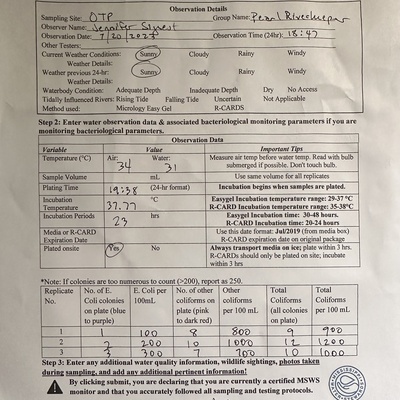 Observation Details
Sampling Site: OTP Group Name: Pearl Riverkeeper
Observer Name: Jennifer
Observation Date: 7/20/202 Observation Time (24hr): 18:47
Other Testers:
Current Weather Conditions: Sunny Cloudy Rainy Windy
Weather Details:
Weather previous 24-hr: Sunny Cloudy Rainy Windy
Weather Details:
Waterbody Condition: Adequate Depth Inadequate Depth Dry No Access
Tidally Influenced Rivers: Rising Tide Falling Tide Uncertain Not Applicable
Method used: Micrology Easy Gel R-CARDS
Step 2: Enter water observation data & associated bacteriological monitoring parameters if you are
monitoring bacteriological parameters.
Observation Data
Variable Value Important Tips
Temperature (°C) Air: 34 Water: 31 Measure air temp before water temp. Read with bulb
submerged if possible. Don't touch bulb.
Sample Volume mL Use same volume for all replicates
Plating Time 19:38 (24-hr format) Incubation begins when samples are plated.
Incubation Temperature 37.77 °C Easygel Incubation temperature range: 29-37 °C
R-CARD Incubation temperature range: 35-38°C
Incubation Periods 23 hrs Easygel Incubation time: 30-48 hours.
R-CARD Incubation time: 20-24 hours
Media or R-CARD Expiration Date Use this date format: Jul/2019 (from media box)
R-CARD expiration date on original package
Plated onsite Yes No Always transport media on ice; plate within 3 hrs.
R-CARDs should only be plated on site; incubate
within 3 hrs
*Note: If colonies are too numerous to count (>200), report as 250.
Replicate No. No. of E. Coli colonies on plate (blue to purple) E. Coli per 100mL No. of other coliforms on plate (pink to dark red) Other coliforms per 100 mL Total Coliforms (all colonies on plate) Total Coliforms per 100 mL
1 1 100 8 800 9 900
2 2 200 10 1000 12 1200
3 3 300 7 700 10 1000
Step 3: Enter any additional water quality information, wildlife sightings, photos taken
during sampling, and add any additional pertinent information!
By clicking submit, you are declaring that you are currently a certified MSWS
monitor and that you accurately followed all sampling and testing protocols.